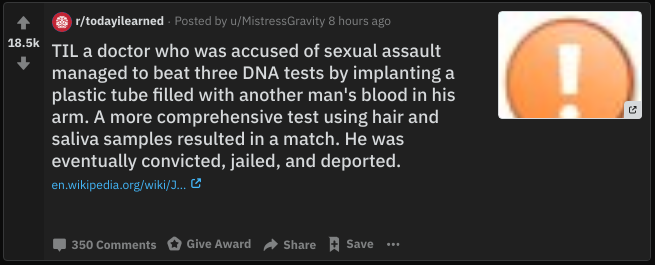 r/todayilearned · Posted by u/MistressGravity 8 hours ago
18.5k
TIL a doctor who was accused of sexual assault
managed to beat three DNA tests by implanting a
plastic tube filled with another man's blood in his
arm. A more comprehensive test using hair and
saliva samples resulted in a match. He was
eventually convicted, jailed, and deported.
en.wikipedia.org/wiki/J...
350 Comments Give Award Share Save